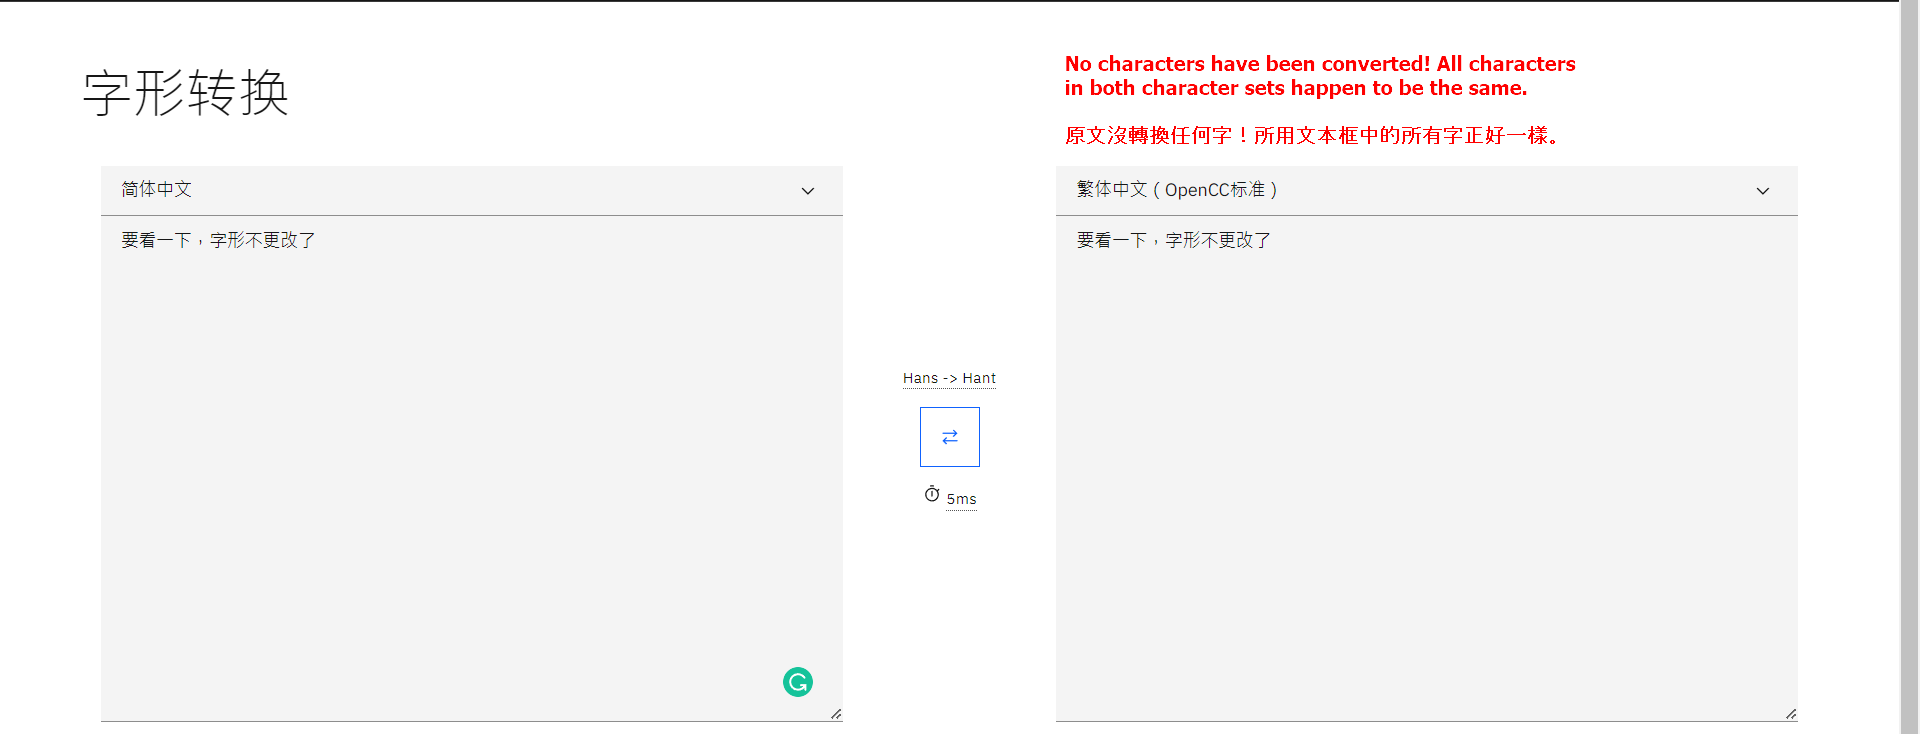 字形转换
No characters have been converted! All characters
in both character sets happen to be the same.
原文沒轉換任何字！所用文本框中的所有字正好一樣。
简体中文
要看一下，字形不更改了
Hans -> Hant
5ms
繁体中文（OpenCC标准）
要看一下，字形不更改了